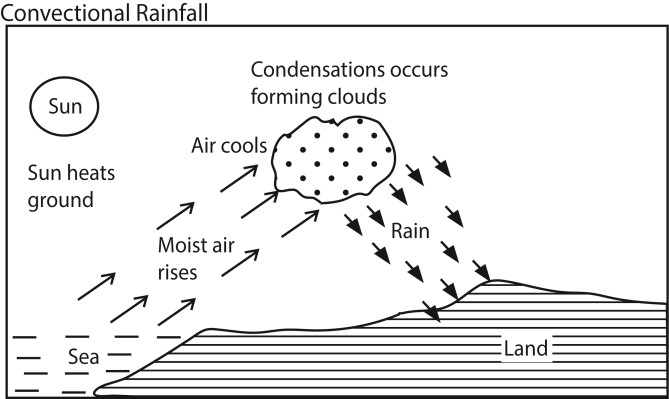 Convectional Rainfall
Condensations occurs
forming clouds
Sun
Air cools
Sun heats
ground
Rain
Moist air
rises
Sea
Land